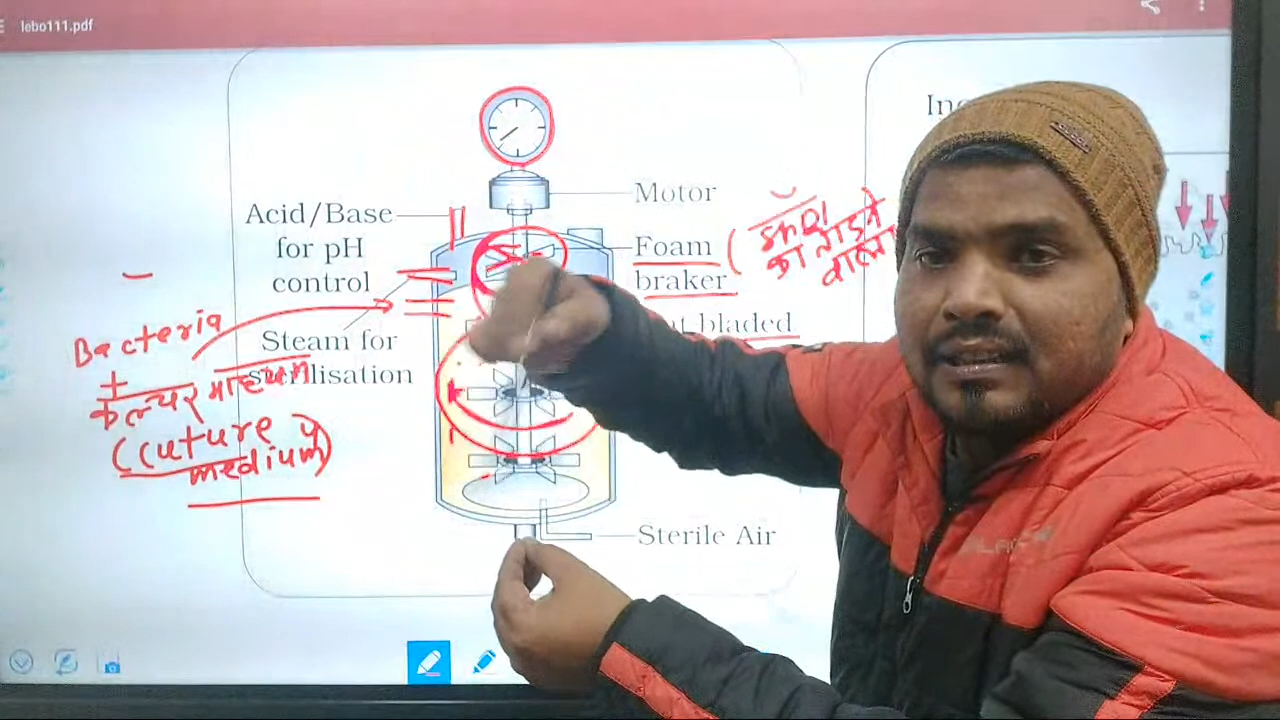 lebo111.pdf
Motor
Acid/Base
for pH
control
Foam
braker
(झाग
का तोड़ने
वाला
bladed
Steam for
sterilisation
Bacteria
+
कल्चर माध्यम
(Cuture
medium)
Sterile Air